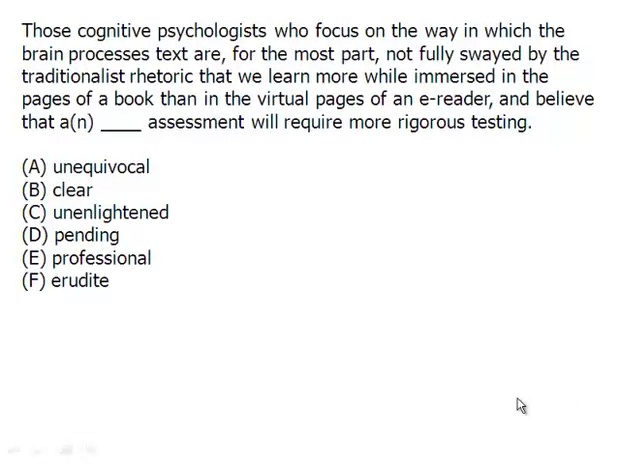 Those cognitive psychologists who focus on the way in which the
brain processes text are, for the most part, not fully swayed by the
traditionalist rhetoric that we learn more while immersed in the
pages of a book than in the virtual pages of an e-reader, and believe
that a(n) ____ assessment will require more rigorous testing.
(A) unequivocal
(B) clear
(C) unenlightened
(D) pending
(E) professional
(F) erudite